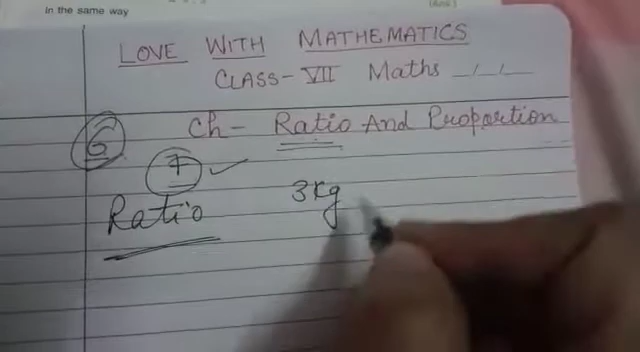 in the same way
LOVE WITH MATHEMATICS
CLASS-VII Maths _/_/_
6 Ch- Ratio And Proportion
7 ✓
Ratio 3kg